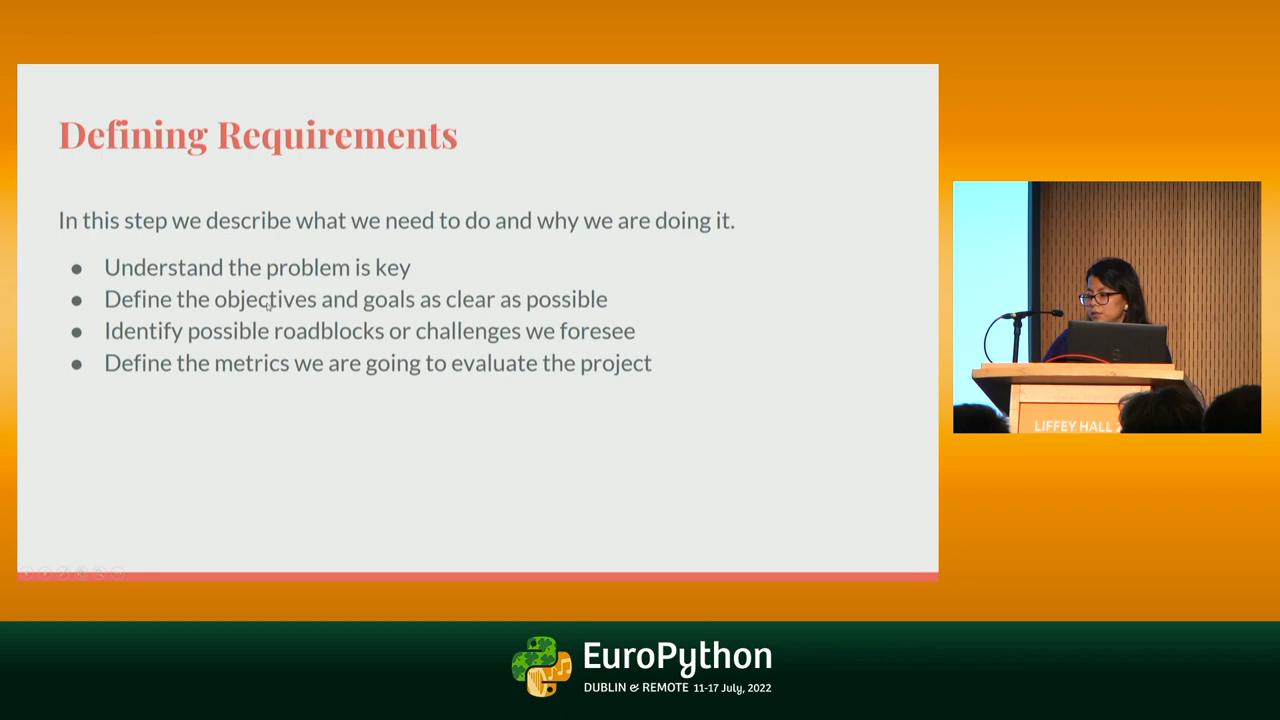 Defining Requirements
In this step we describe what we need to do and why we are doing it.
● Understand the problem is key
● Define the objectives and goals as clear as possible
● Identify possible roadblocks or challenges we foresee
● Define the metrics we are going to evaluate the project
LIFFEY HALL 2
EuroPython
DUBLIN & REMOTE 11-17 July, 2022